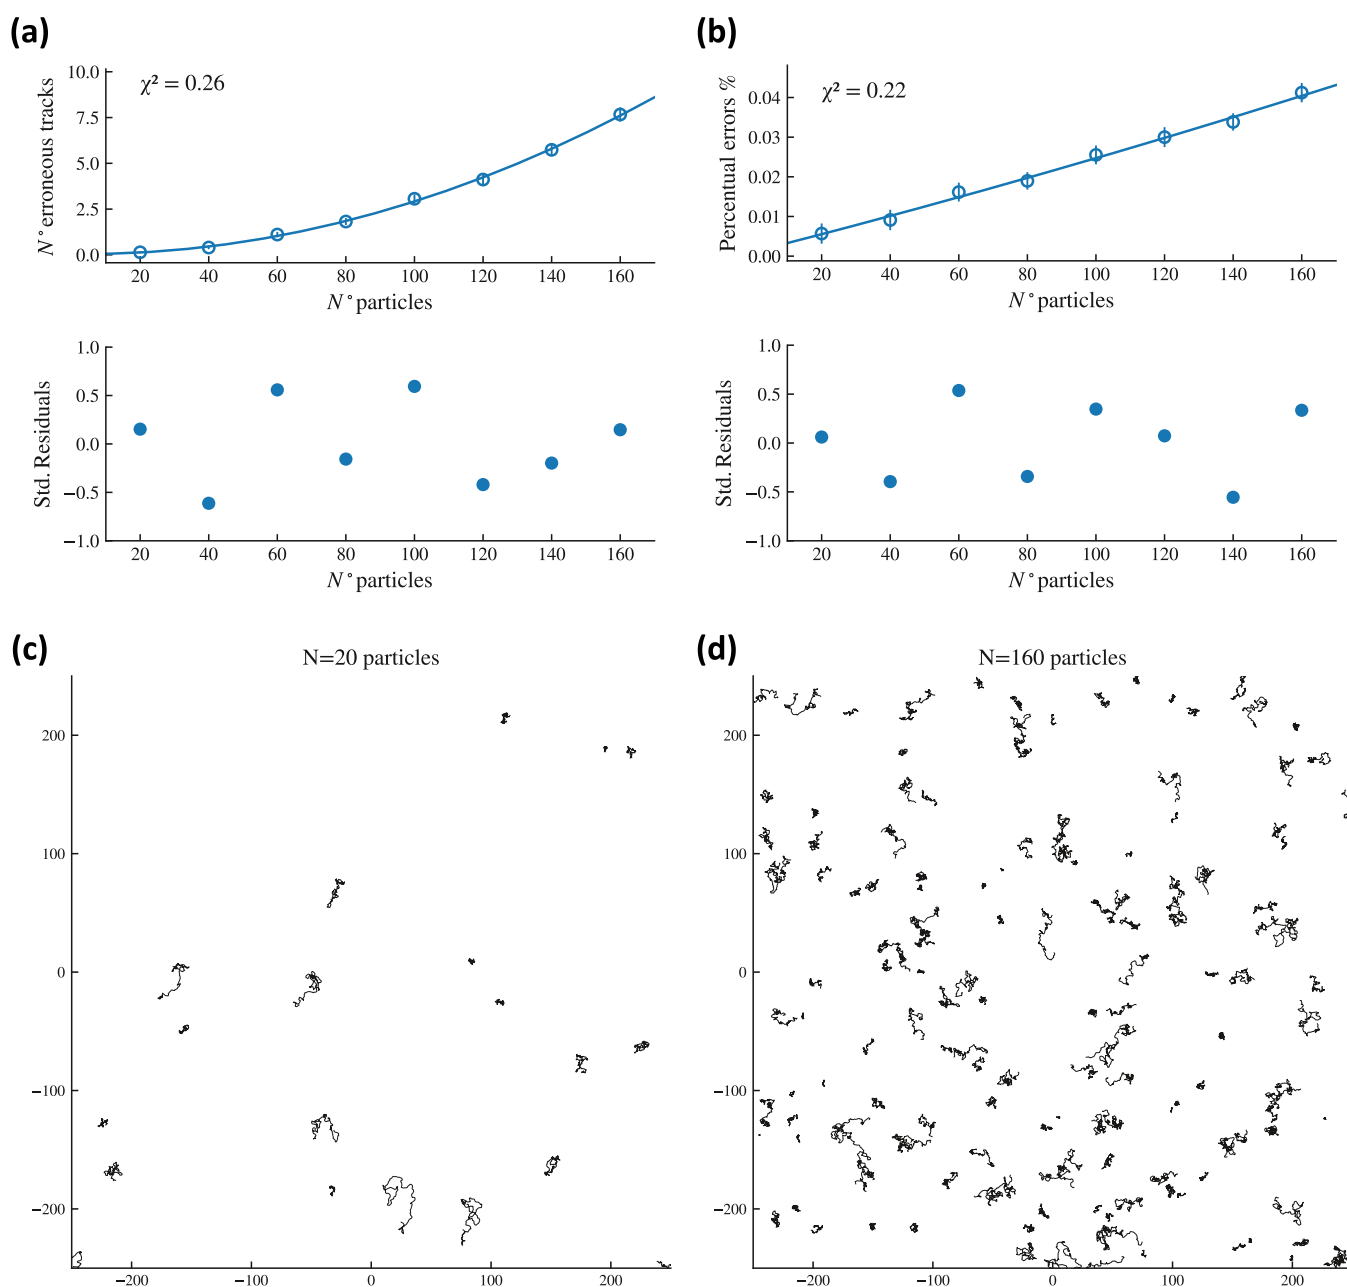 (a)
χ² = 0.26
N° erroneous tracks
10.0
7.5
5.0
2.5
0.0
20 40 60 80 100 120 140 160
N° particles
(b)
χ² = 0.22
Percentual errors %
0.04
0.03
0.02
0.01
0.00
20 40 60 80 100 120 140 160
N° particles
Std. Residuals
1.0
0.5
0.0
−0.5
−1.0
20 40 60 80 100 120 140 160
N° particles
Std. Residuals
1.0
0.5
0.0
−0.5
−1.0
20 40 60 80 100 120 140 160
N° particles
(c)
N=20 particles
200
100
0
−100
−200
−200 −100 0 100 200
(d)
N=160 particles
200
100
0
−100
−200
−200 −100 0 100 200